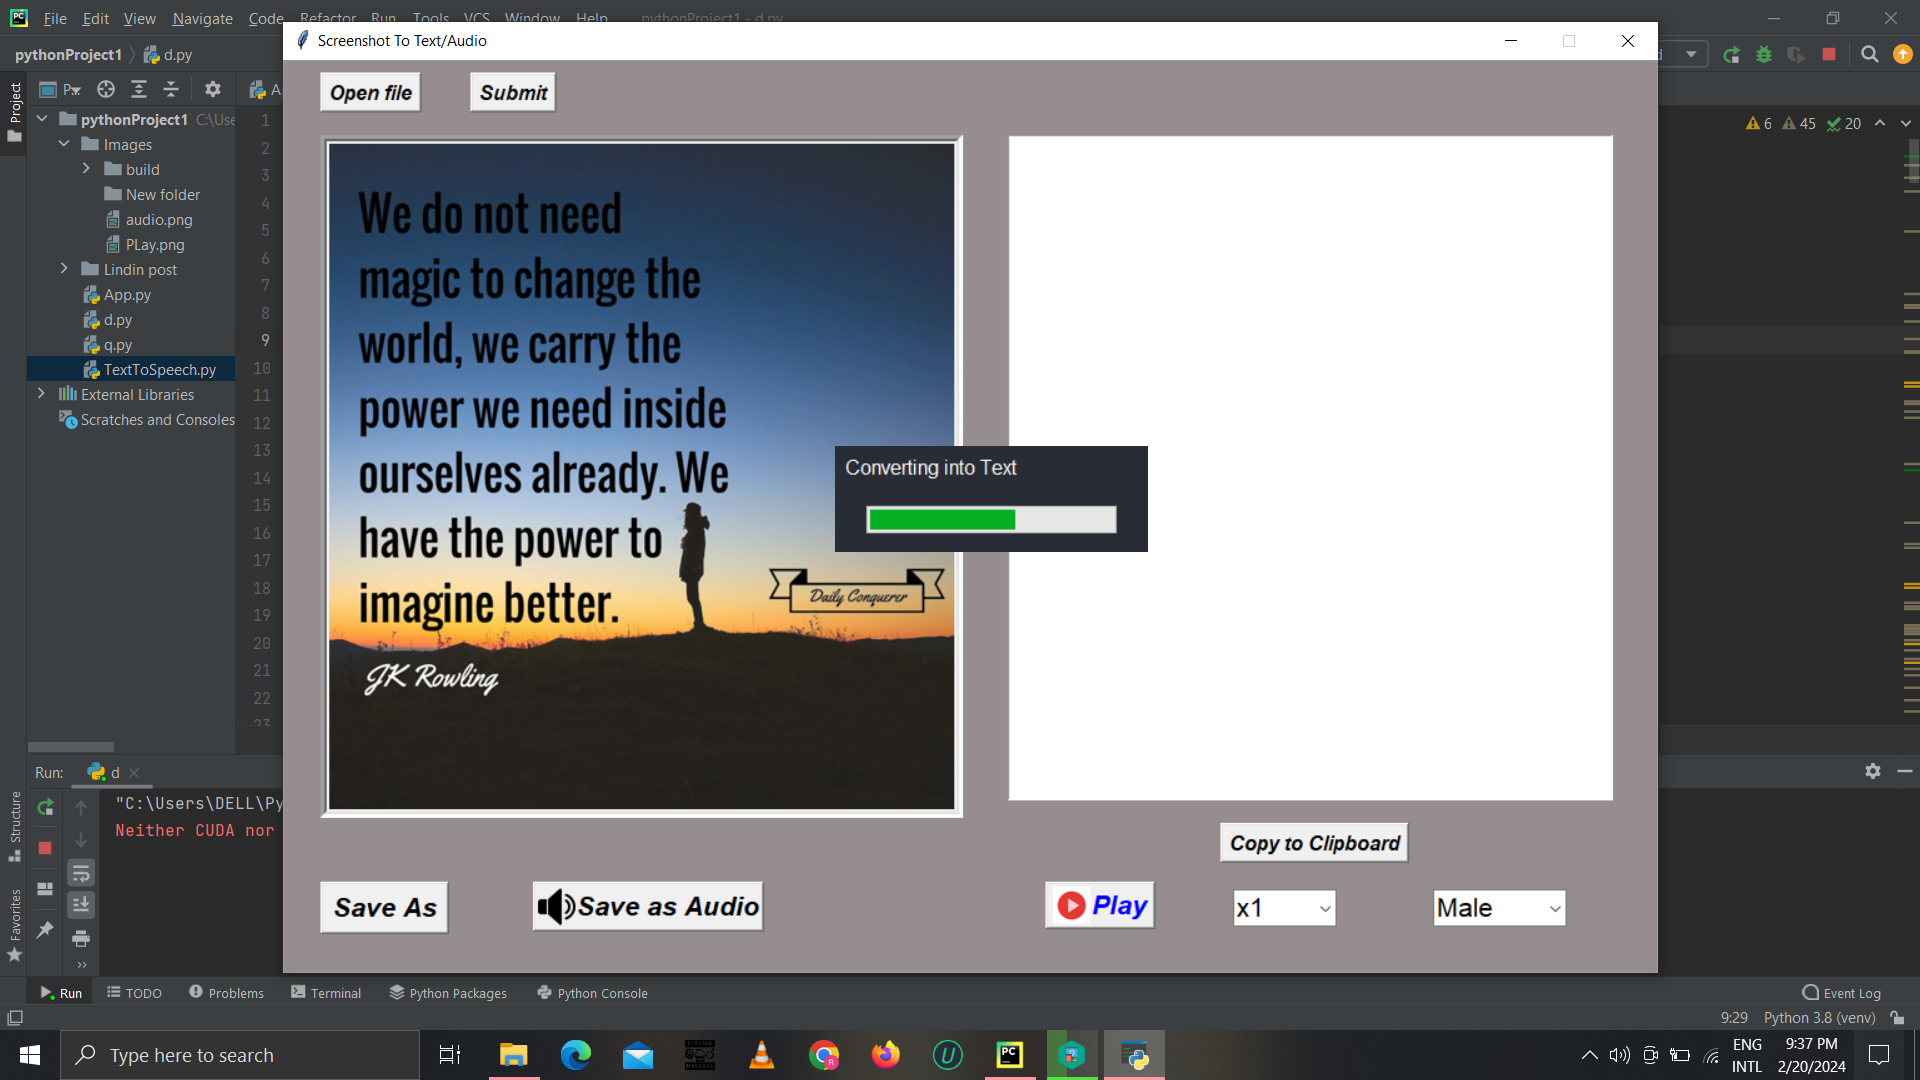 File Edit View Navigate Code Refactor Run Tools VCS Window Help pythonProject1 - d.py
Screenshot To Text/Audio
pythonProject1 d.py
Project
Open file
Submit
pythonProject1 C:\Use
Images
build
New folder
audio.png
PLay.png
Lindin post
App.py
d.py
q.py
TextToSpeech.py
External Libraries
Scratches and Consoles
1
2
3
4
5
6
7
8
9
10
11
12
13
14
15
16
17
18
19
20
21
22
23
6 45 20
We do not need
magic to change the
world, we carry the
power we need inside
ourselves already. We
have the power to
imagine better.
JK Rowling
Daily Conquerer
Converting into Text
Copy to Clipboard
Save As
Save as Audio
Play
x1
Male
Run: d
"C:\Users\DELL\Py
Neither CUDA nor
Structure
Favorites
Run TODO Problems Terminal Python Packages Python Console Event Log
9:29 Python 3.8 (venv)
Type here to search
ENG
INTL
9:37 PM
2/20/2024